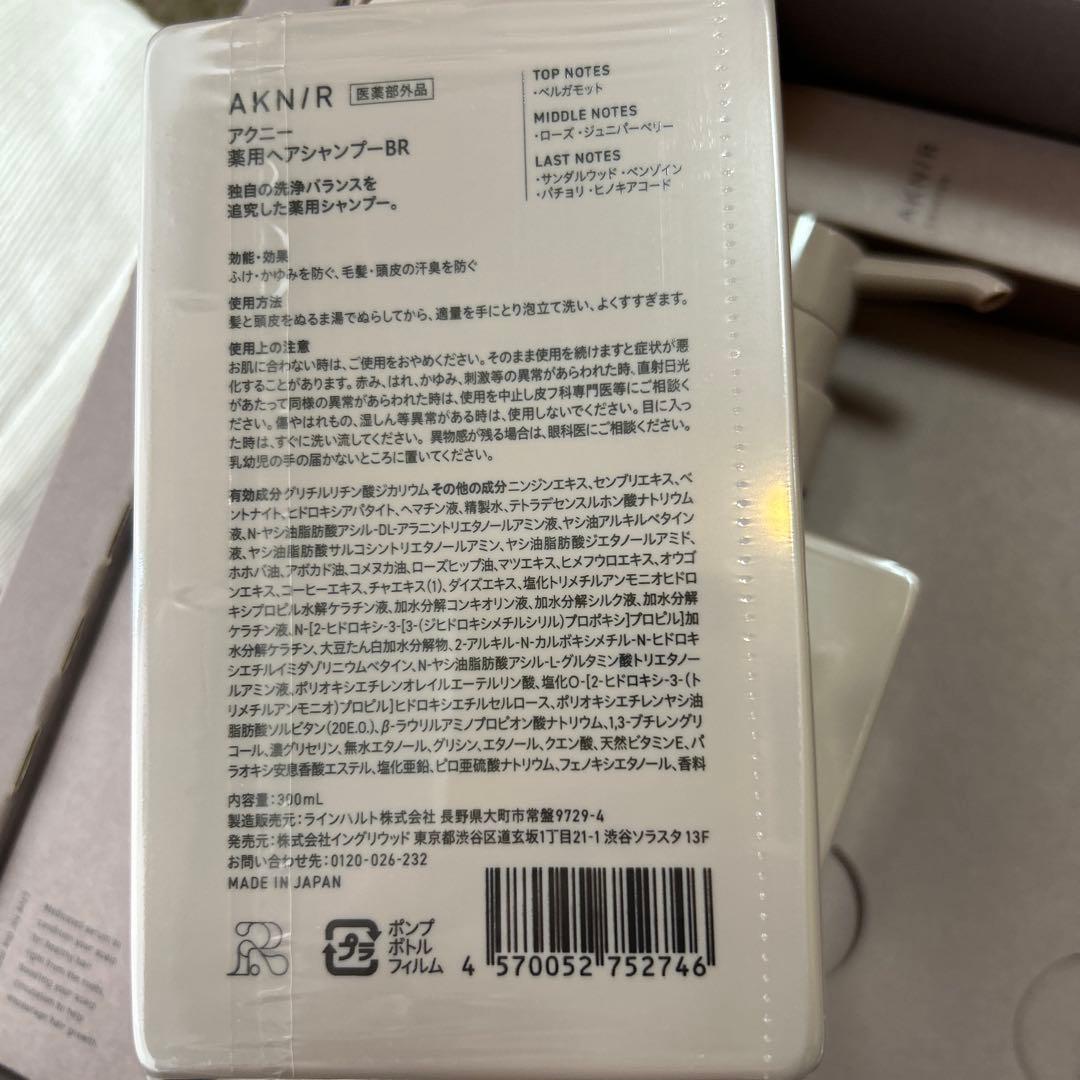 AKN/R 医薬部外品
アクニー
薬用ヘアシャンプーBR
独自の洗浄バランスを
追究した薬用シャンプー。
TOP NOTES
・ベルガモット
MIDDLE NOTES
・ローズ・ジュニパーベリー
LAST NOTES
・サンダルウッド・ベンゾイン
・パチョリ・ヒノキアコード
効能・効果
ふけ・かゆみを防ぐ、毛髪・頭皮の汗臭を防ぐ
使用方法
髪と頭皮をぬるま湯でぬらしてから、適量を手にとり泡立て洗い、よくすすぎます。
使用上の注意
お肌に合わない時は、ご使用をおやめください。そのまま使用を続けますと症状が悪
化することがあります。赤み、はれ、かゆみ、刺激等の異常があらわれた時、直射日光
があたって同様の異常があらわれた時は、使用を中止し皮フ科専門医等にご相談く
ださい。傷やはれもの、湿しん等異常がある時は、使用しないでください。目に入っ
た時は、すぐに洗い流してください。異物感が残る場合は、眼科医にご相談ください。
乳幼児の手の届かないところに置いてください。
有効成分 グリチルリチン酸ジカリウム その他の成分 ニンジンエキス、センブリエキス、ベ
ントナイト、ヒドロキシアパタイト、ヘマチン液、精製水、テトラデセンスルホン酸ナトリウム
液、N-ヤシ油脂肪酸アシル-DL-アラニントリエタノールアミン液、ヤシ油アルキルベタイン
液、ヤシ油脂肪酸サルコシントリエタノールアミン、ヤシ油脂肪酸ジエタノールアミド、
ホホバ油、アボカド油、コメヌカ油、ローズヒップ油、マツエキス、ヒメフウロエキス、オウゴ
ンエキス、コーヒーエキス、チャエキス(1)、ダイズエキス、塩化トリメチルアンモニオヒドロ
キシプロピル水解ケラチン液、加水分解コンキオリン液、加水分解シルク液、加水分解
ケラチン液、N-[2-ヒドロキシ-3-[3-(ジヒドロキシメチルシリル)プロポキシ]プロピル]加
水分解ケラチン、大豆たん白加水分解物、2-アルキル-N-カルボキシメチル-N-ヒドロキ
シエチルイミダゾリニウムベタイン、N-ヤシ油脂肪酸アシル-L-グルタミン酸トリエタノー
ルアミン液、ポリオキシエチレンオレイルエーテルリン酸、塩化O-[2-ヒドロキシ-3-(ト
リメチルアンモニオ)プロピル]ヒドロキシエチルセルロース、ポリオキシエチレンヤシ油
脂肪酸ソルビタン(20E.O.)、β-ラウリルアミノプロピオン酸ナトリウム、1,3-ブチレングリ
コール、濃グリセリン、無水エタノール、グリシン、エタノール、クエン酸、天然ビタミンE、パ
ラオキシ安息香酸エステル、塩化亜鉛、ピロ亜硫酸ナトリウム、フェノキシエタノール、香料
内容量：300mL
製造販売元：ラインハルト株式会社 長野県大町市常盤9729-4
発売元：株式会社イングリウッド 東京都渋谷区道玄坂1丁目21-1 渋谷ソラスタ 13F
お問い合わせ先：0120-026-232
MADE IN JAPAN
プラ
ポンプ
ボトル
フィルム
4 570052 752746
AKN/R
Medicated serum to
condition your scalp
for healthy hair
right from the roots,
boosting your scalp
circulation to help
encourage hair growth.